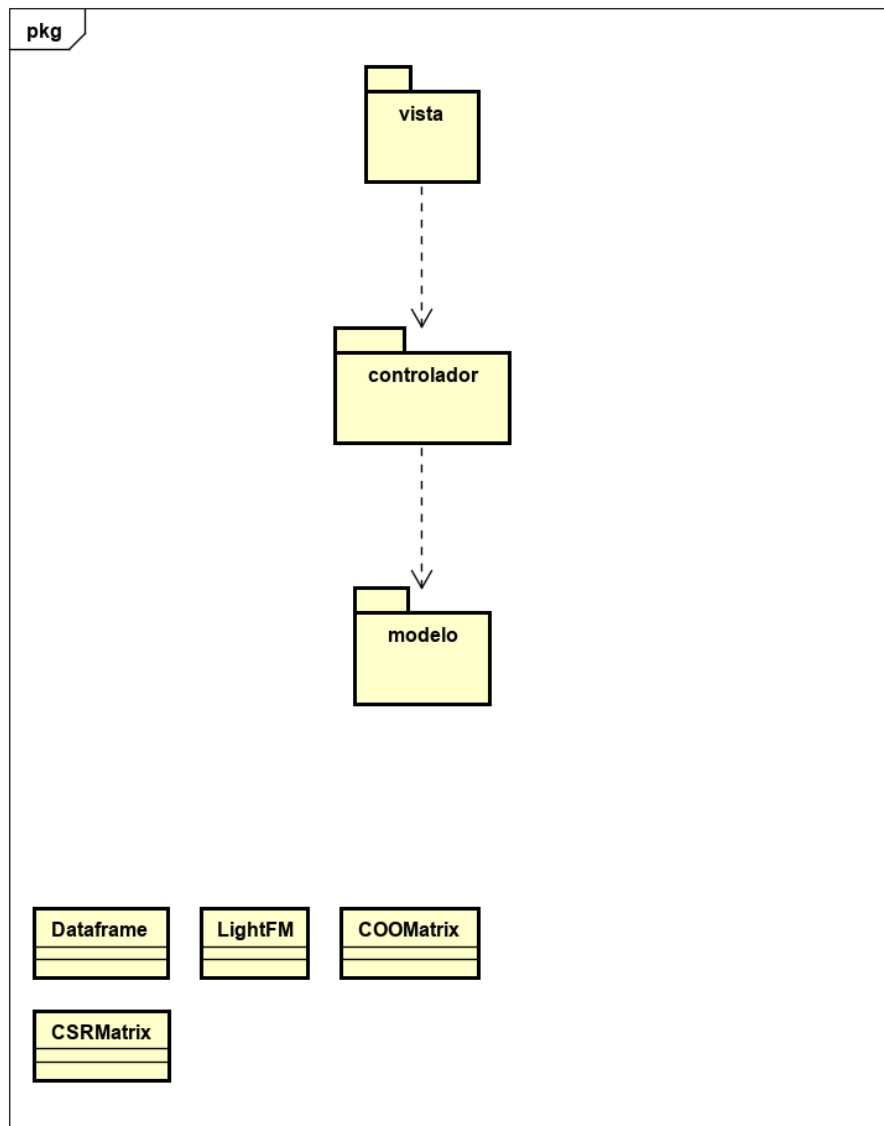 pkg
vista
controlador
modelo
Dataframe
LightFM
COOMatrix
CSRMatrix